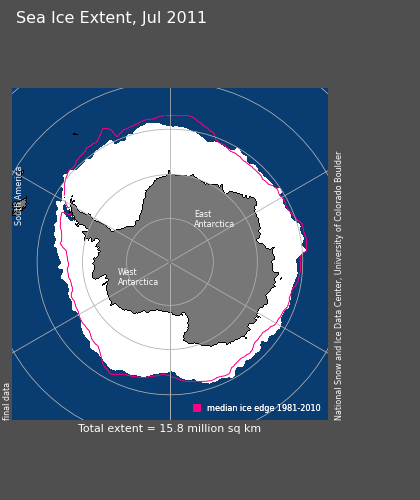 Sea Ice Extent, Jul 2011
South America
East
Antarctica
West
Antarctica
National Snow and Ice Data Center, University of Colorado Boulder
final data
median ice edge 1981-2010
Total extent = 15.8 million sq km